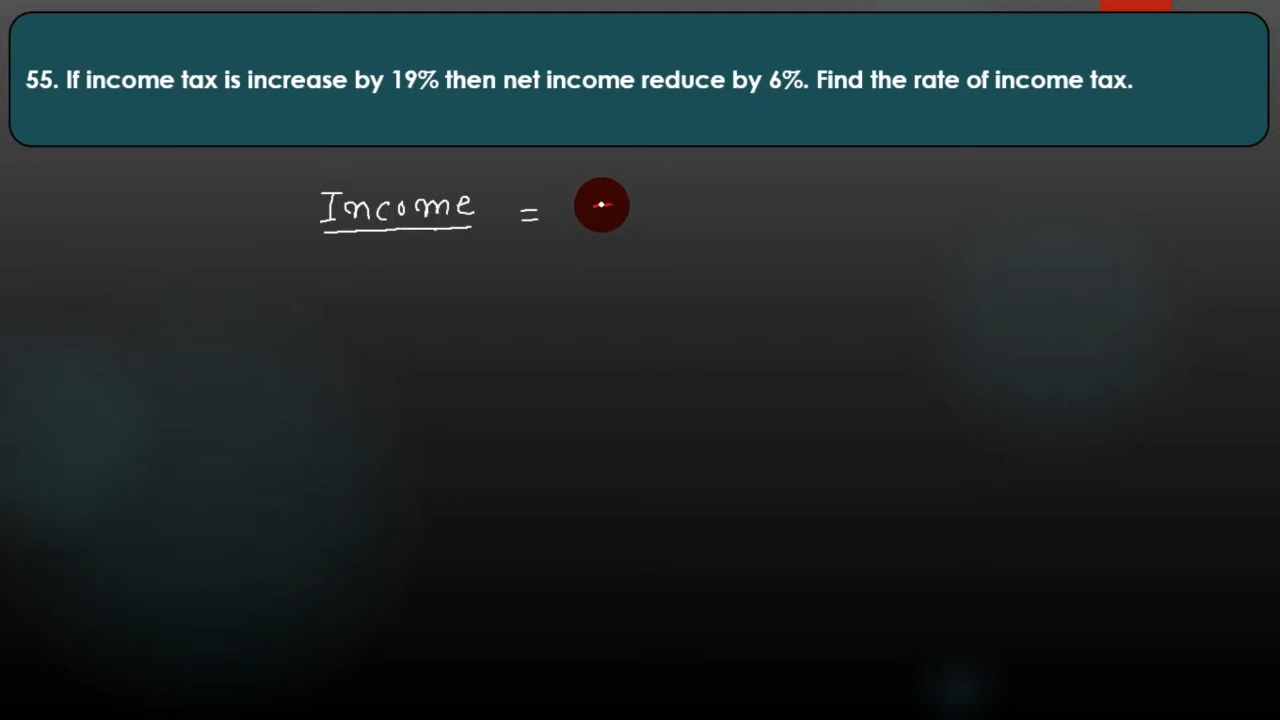 55. If income tax is increase by 19% then net income reduce by 6%. Find the rate of income tax.
Income =